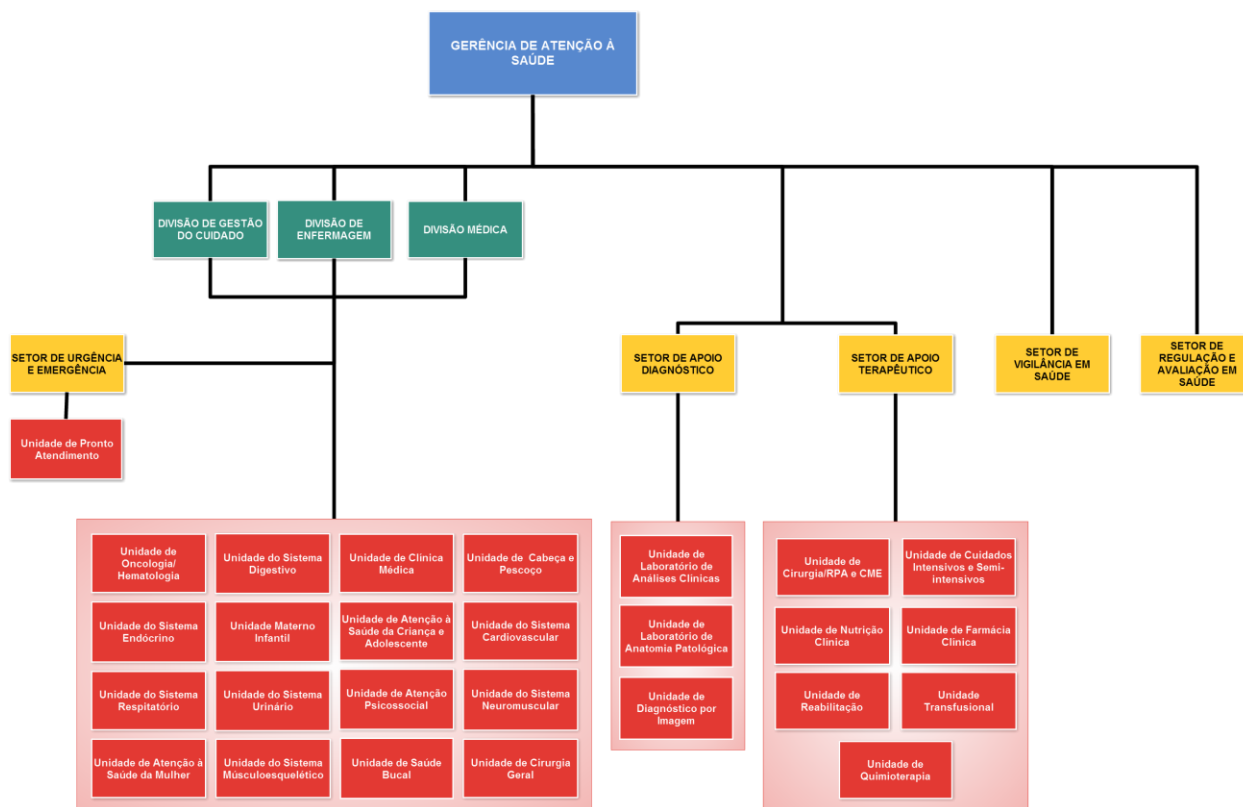 GERÊNCIA DE ATENÇÃO À
SAÚDE
DIVISÃO DE GESTÃO
DO CUIDADO
DIVISÃO DE
ENFERMAGEM
DIVISÃO MÉDICA
SETOR DE URGÊNCIA
E EMERGÊNCIA
SETOR DE APOIO
DIAGNÓSTICO
SETOR DE APOIO
TERAPÊUTICO
SETOR DE
VIGILÂNCIA EM
SAÚDE
SETOR DE
REGULAÇÃO E
AVALIAÇÃO EM
SAÚDE
Unidade de Pronto
Atendimento
Unidade de
Oncologia/
Hematologia
Unidade do Sistema
Digestivo
Unidade de Clínica
Médica
Unidade de Cabeça e
Pescoço
Unidade do Sistema
Endócrino
Unidade Materno
Infantil
Unidade de Atenção à
Saúde da Criança e
Adolescente
Unidade do Sistema
Cardiovascular
Unidade do Sistema
Respitatório
Unidade do Sistema
Urinário
Unidade de Atenção
Psicossocial
Unidade do Sistema
Neuromuscular
Unidade de Atenção à
Saúde da Mulher
Unidade do Sistema
Músculoesquelético
Unidade de Saúde
Bucal
Unidade de Cirurgia
Geral
Unidade de
Laboratório de
Análises Clínicas
Unidade de
Laboratório de
Anatomia Patológica
Unidade de
Diagnóstico por
Imagem
Unidade de
Cirurgia/RPA e CME
Unidade de Cuidados
Intensivos e Semi-
intensivos
Unidade de Nutrição
Clínica
Unidade de Farmácia
Clínica
Unidade de
Reabilitação
Unidade
Transfusional
Unidade de
Quimioterapia